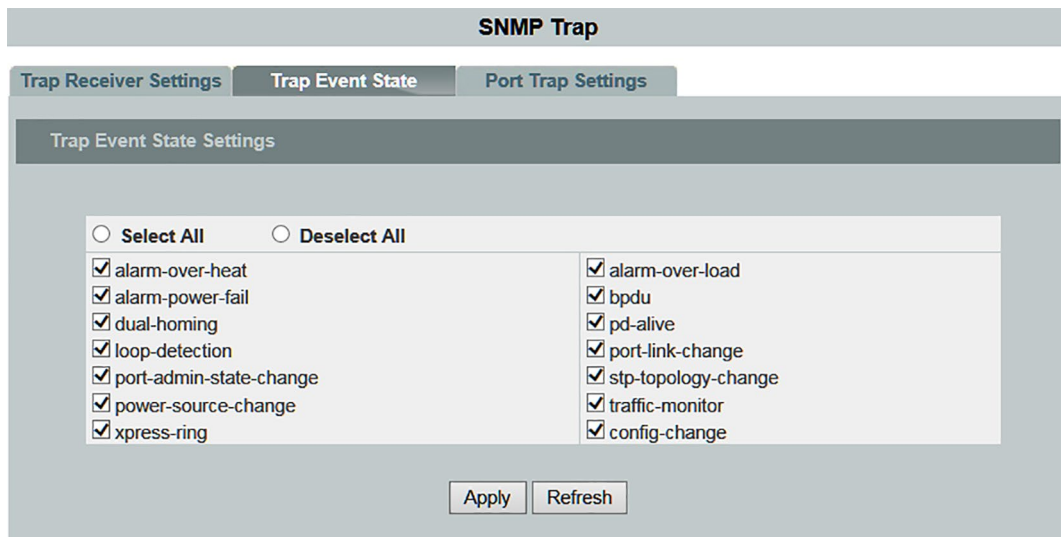 SNMP Trap
Trap Receiver Settings Trap Event State Port Trap Settings
Trap Event State Settings
Select All Deselect All
alarm-over-heat alarm-over-load
alarm-power-fail bpdu
dual-homing pd-alive
loop-detection port-link-change
port-admin-state-change stp-topology-change
power-source-change traffic-monitor
xpress-ring config-change
Apply Refresh